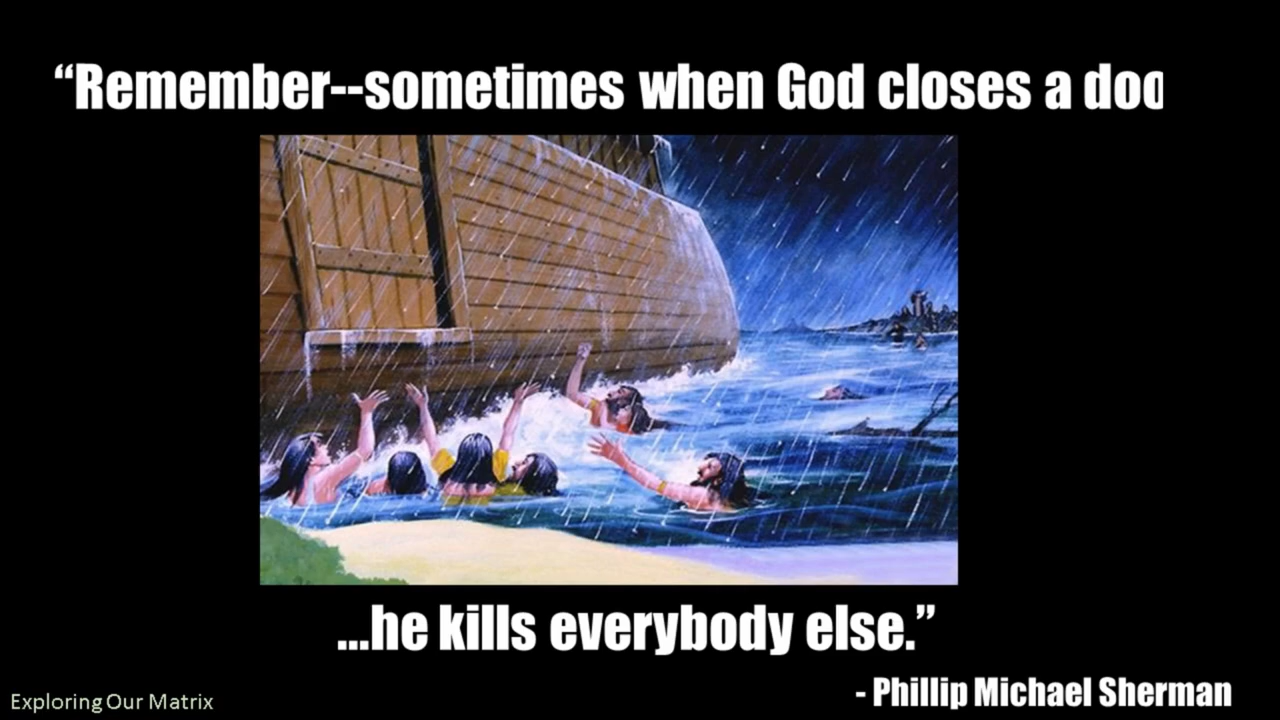 “Remember--sometimes when God closes a doo
...he kills everybody else.”
- Phillip Michael Sherman
Exploring Our Matrix